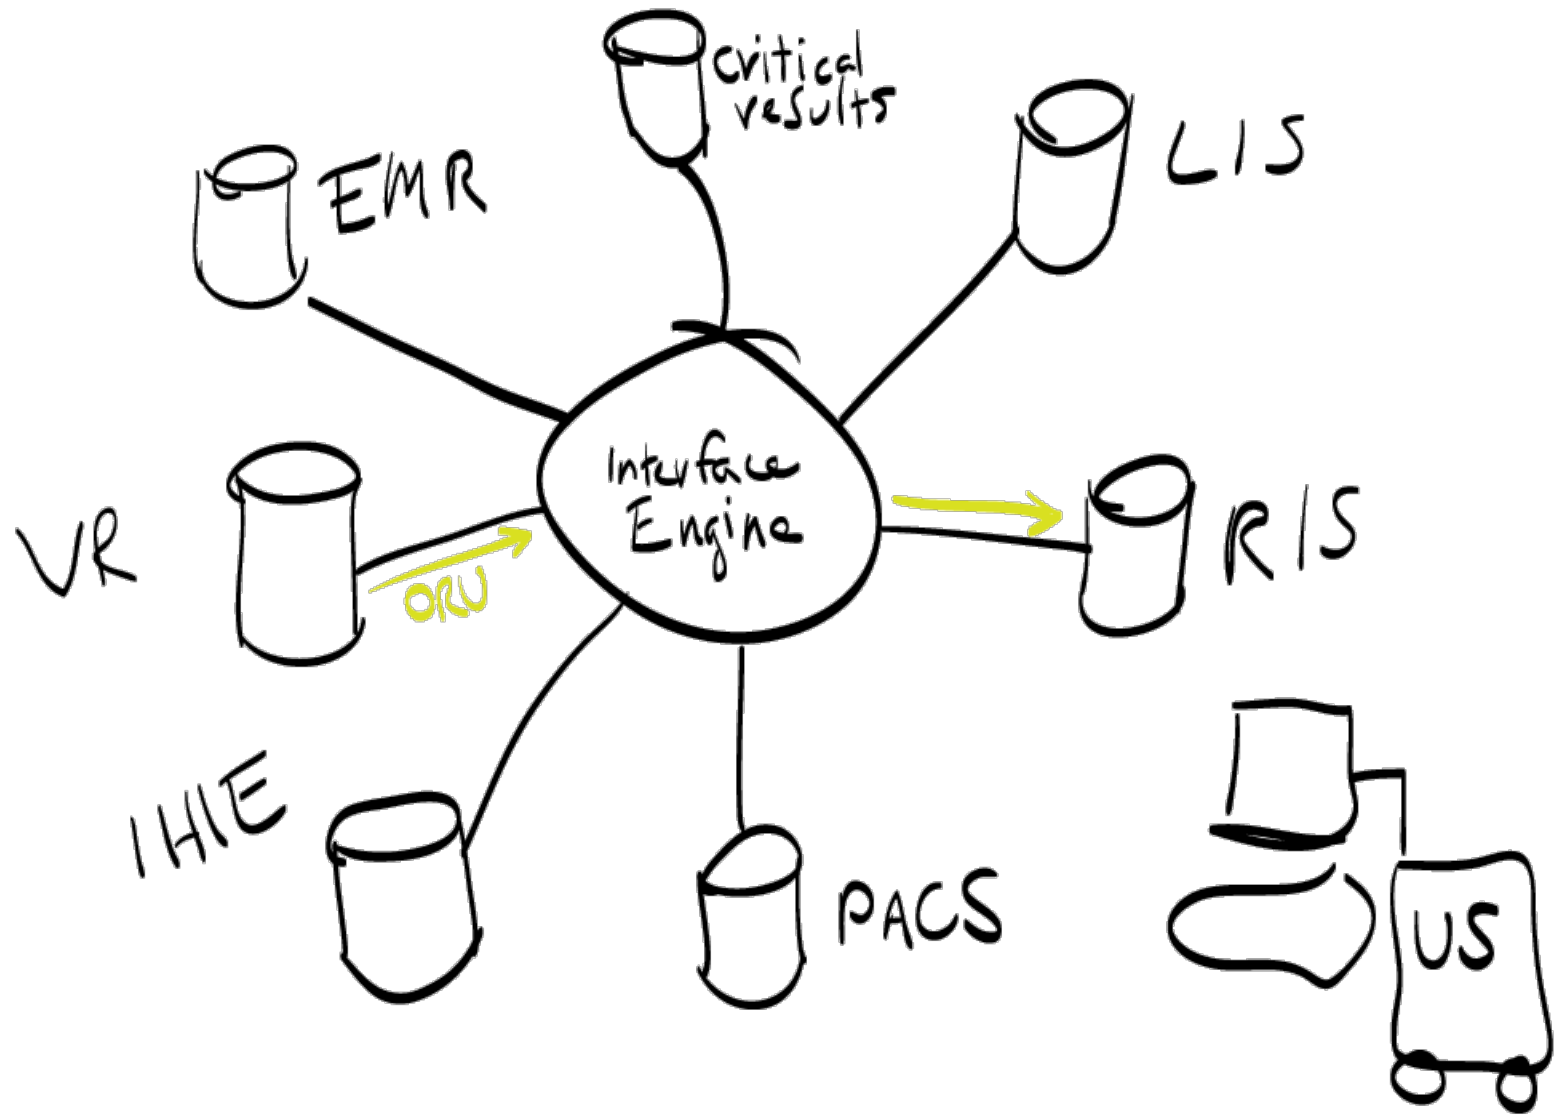 critical
results
LIS
EMR
Interface
Engine
RIS
VR
ORU
IHIE
PACS
US